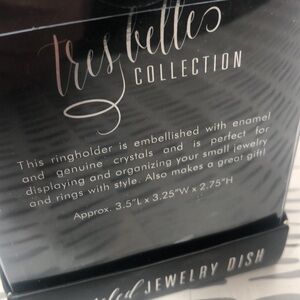 tres belle
COLLECTION
This ringholder is embellished with enamel
and genuine crystals and is perfect for
displaying and organizing your small jewelry
and rings with style. Also makes a great gift!
Approx. 3.5"L x 3.25"W x 2.75"H
JEWELRY DISH